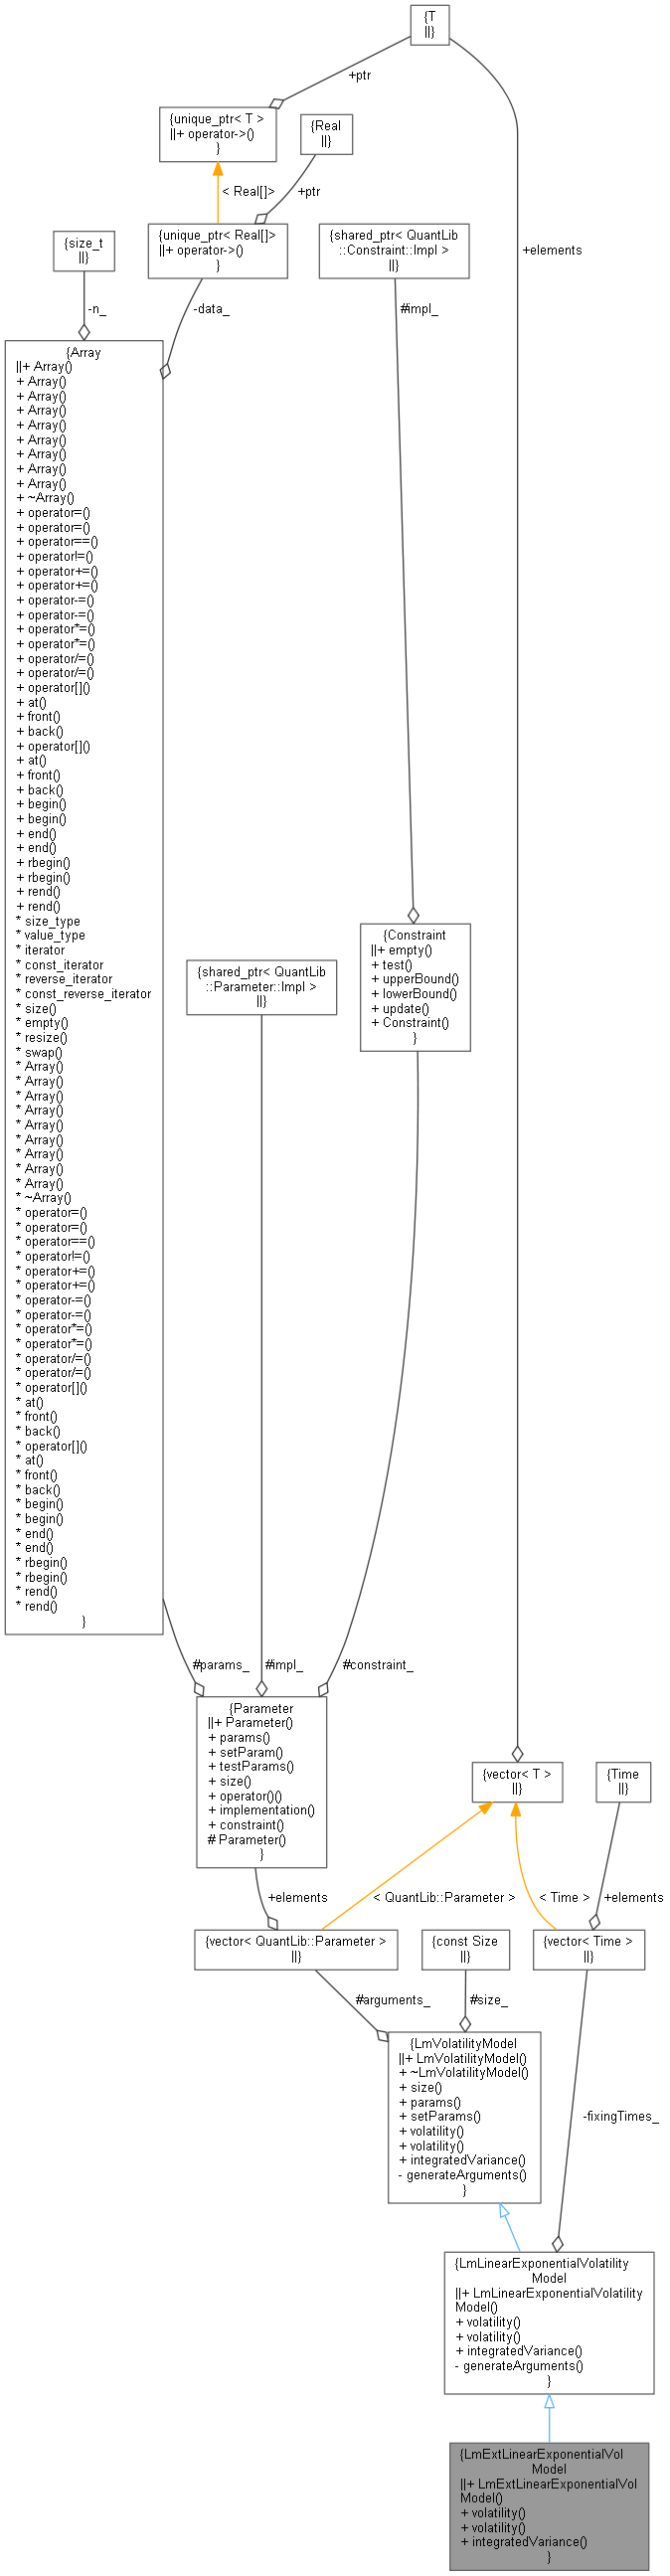 {T
||}
+ptr
{unique_ptr< T >
||+ operator->()
}
{Real
||}
< Real[]>
+ptr
{unique_ptr< Real[]>
||+ operator->()
}
{shared_ptr< QuantLib
::Constraint::Impl >
||}
{size_t
||}
+elements
-n_
-data_
#impl_
{Array
||+ Array()
+ Array()
+ Array()
+ Array()
+ Array()
+ Array()
+ Array()
+ Array()
+ Array()
+ ~Array()
+ operator=()
+ operator=()
+ operator==()
+ operator!=()
+ operator+=()
+ operator+=()
+ operator-=()
+ operator-=()
+ operator*=()
+ operator*=()
+ operator/=()
+ operator/=()
+ operator[]()
+ at()
+ front()
+ back()
+ operator[]()
+ at()
+ front()
+ back()
+ begin()
+ begin()
+ end()
+ end()
+ rbegin()
+ rbegin()
+ rend()
+ rend()
* size_type
* value_type
* iterator
* const_iterator
* reverse_iterator
* const_reverse_iterator
* size()
* empty()
* resize()
* swap()
* Array()
* Array()
* Array()
* Array()
* Array()
* Array()
* Array()
* Array()
* Array()
* ~Array()
* operator=()
* operator=()
* operator==()
* operator!=()
* operator+=()
* operator+=()
* operator-=()
* operator-=()
* operator*=()
* operator*=()
* operator/=()
* operator/=()
* operator[]()
* at()
* front()
* back()
* operator[]()
* at()
* front()
* back()
* begin()
* begin()
* end()
* end()
* rbegin()
* rbegin()
* rend()
* rend()
}
{Constraint
||+ empty()
+ test()
+ upperBound()
+ lowerBound()
+ update()
+ Constraint()
}
{shared_ptr< QuantLib
::Parameter::Impl >
||}
#params_
#impl_
#constraint_
{Parameter
||+ Parameter()
+ params()
+ setParam()
+ testParams()
+ size()
+ operator()()
+ implementation()
+ constraint()
# Parameter()
}
{vector< T >
||}
{Time
||}
+elements
< QuantLib::Parameter >
< Time >
+elements
{vector< QuantLib::Parameter >
||}
{const Size
||}
{vector< Time >
||}
#arguments_
#size_
{LmVolatilityModel
||+ LmVolatilityModel()
+ ~LmVolatilityModel()
+ size()
+ params()
+ setParams()
+ volatility()
+ volatility()
+ integratedVariance()
- generateArguments()
}
-fixingTimes_
{LmLinearExponentialVolatility
Model
||+ LmLinearExponentialVolatility
Model()
+ volatility()
+ volatility()
+ integratedVariance()
- generateArguments()
}
{LmExtLinearExponentialVol
Model
||+ LmExtLinearExponentialVol
Model()
+ volatility()
+ volatility()
+ integratedVariance()
}